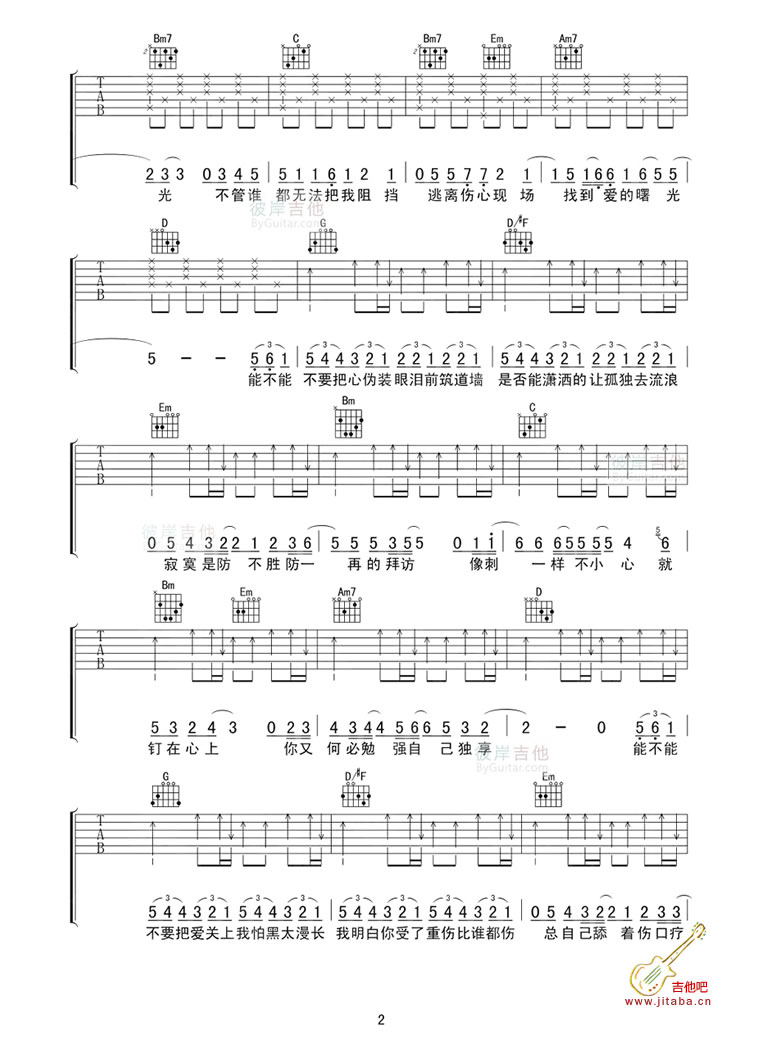 Bm7 C Bm7 Em Am7
T
A
B
2 3 3 0 3 4 5 5 1 1 6 1 2 1 0 5 5 7 7 2 1 1 5 1 6 6 1 6 5 5
光 不管谁 都无法把我阻挡 逃离伤心现场 找到爱的曙光
彼岸吉他
ByGuitar.com
D G D/#F
T
A
B
5 - - 5 6 1 5 4 4 3 2 1 2 2 1 3 2 1 5 4 4 3 2 1 2 2 1 2 2 1
能不能 不要把心伪装眼泪前筑道墙 是否能潇洒的让孤独去流浪
Em Bm C
T
A
B
彼岸吉他
ByGuitar.com
彼岸吉他
0 5 4 3 2 2 1 2 1 5 5 5 3 5 5 0 1 1 6 6 6 5 5 5 5 4 6
寂寞是防 不胜防一 再的拜访 像刺 一样 不小心 就
Bm Em Am7 D
T
A
B
5 3 2 4 3 0 2 3 4 3 4 4 5 6 6 5 3 2 2 - 0 5 6 1
钉在心上 你又 何必勉 强自 己独享 能不能
彼岸吉他
ByGuitar.com
G D/#F Em
T
A
B
5 4 4 3 2 1 5 4 4 3 2 1 5 4 4 3 2 1 5 4 4 3 2 1 0 5 4 3 2 2 1 2 3 3
不要把爱关上我怕黑太漫长 我明白你受了重伤比谁都伤 总自己舔 着伤口疗
吉他吧
www.jitaba.cn
2